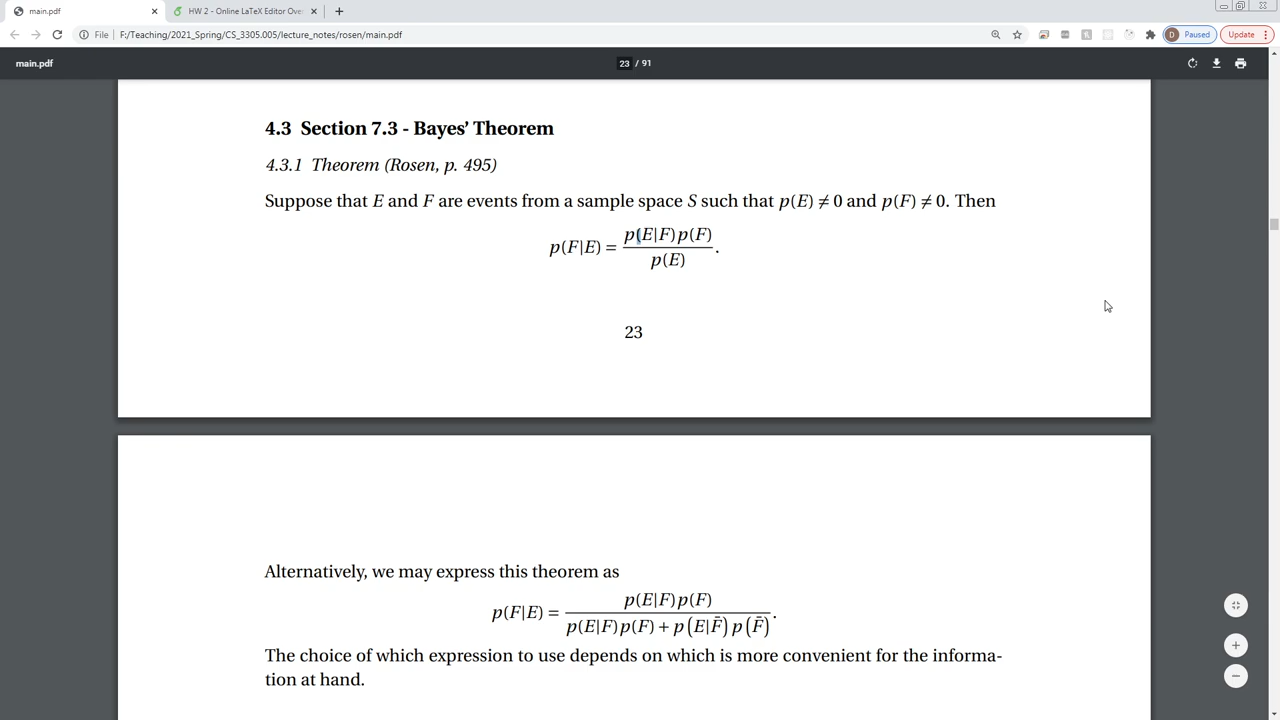 main.pdf
HW 2 - Online LaTeX Editor Ove
File | F:/Teaching/2021_Spring/CS_3305.005/lecture_notes/rosen/main.pdf
D Paused
Update
main.pdf
23 / 91
4.3 Section 7.3 - Bayes' Theorem
4.3.1 Theorem (Rosen, p. 495)
Suppose that E and F are events from a sample space S such that p(E) ≠ 0 and p(F) ≠ 0. Then
p(F|E) = p(E|F)p(F) / p(E).
23
Alternatively, we may express this theorem as
p(F|E) = p(E|F)p(F) / p(E|F)p(F) + p(E|F̄)p(F̄).
The choice of which expression to use depends on which is more convenient for the informa-
tion at hand.